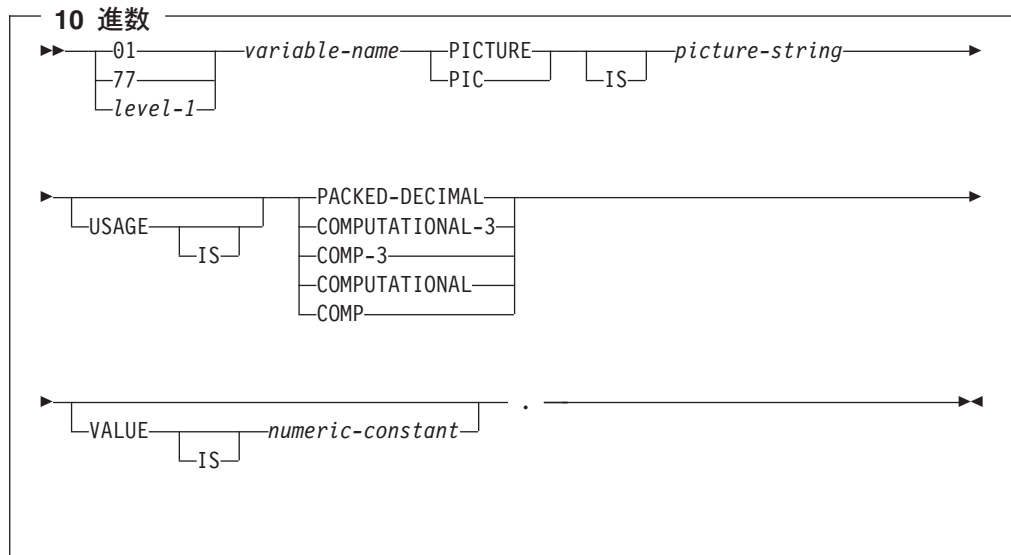 10 進数
01 variable-name PICTURE picture-string
77 PIC IS
level-1
PACKED-DECIMAL
USAGE COMPUTATIONAL-3
IS COMP-3
COMPUTATIONAL
COMP
.
VALUE numeric-constant
IS